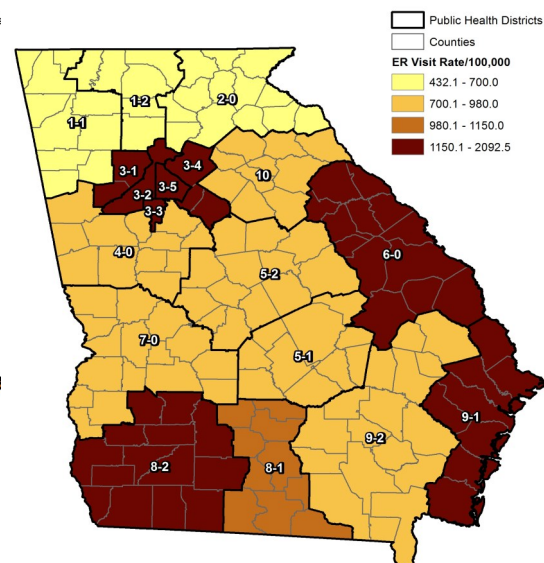 Public Health Districts
Counties
ER Visit Rate/100,000
432.1 - 700.0
700.1 - 980.0
980.1 - 1150.0
1150.1 - 2092.5
1-2
2-0
1-1
3-4
3-1
10
3-5
3-2
3-3
4-0
6-0
5-2
7-0
5-1
9-1
9-2
8-2
8-1